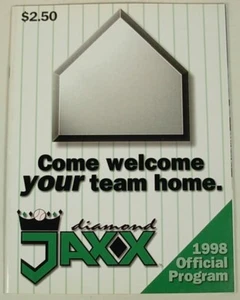 $2.50
Come welcome
your team home.
diamond
JAXX
1998
Official
Program